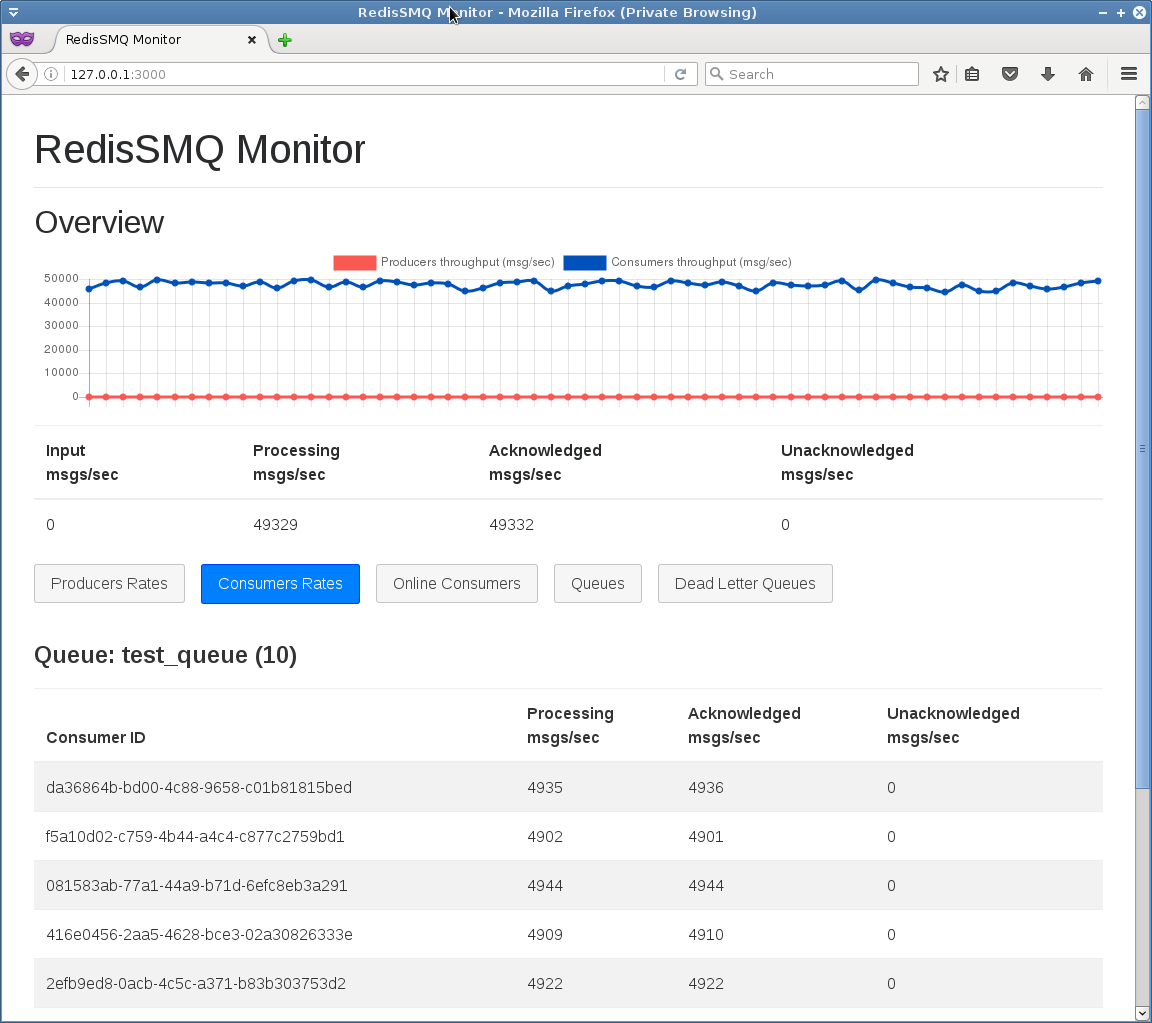 RedisSMQ Monitor - Mozilla Firefox (Private Browsing)
RedisSMQ Monitor
127.0.0.1:3000
Search
RedisSMQ Monitor
Overview
Producers throughput (msg/sec) Consumers throughput (msg/sec)
50000
40000
30000
20000
10000
0
Input msgs/sec Processing msgs/sec Acknowledged msgs/sec Unacknowledged msgs/sec
0 49329 49332 0
Producers Rates Consumers Rates Online Consumers Queues Dead Letter Queues
Queue: test_queue (10)
Consumer ID Processing msgs/sec Acknowledged msgs/sec Unacknowledged msgs/sec
da36864b-bd00-4c88-9658-c01b81815bed 4935 4936 0
f5a10d02-c759-4b44-a4c4-c877c2759bd1 4902 4901 0
081583ab-77a1-44a9-b71d-6efc8eb3a291 4944 4944 0
416e0456-2aa5-4628-bce3-02a30826333e 4909 4910 0
2efb9ed8-0acb-4c5c-a371-b83b303753d2 4922 4922 0